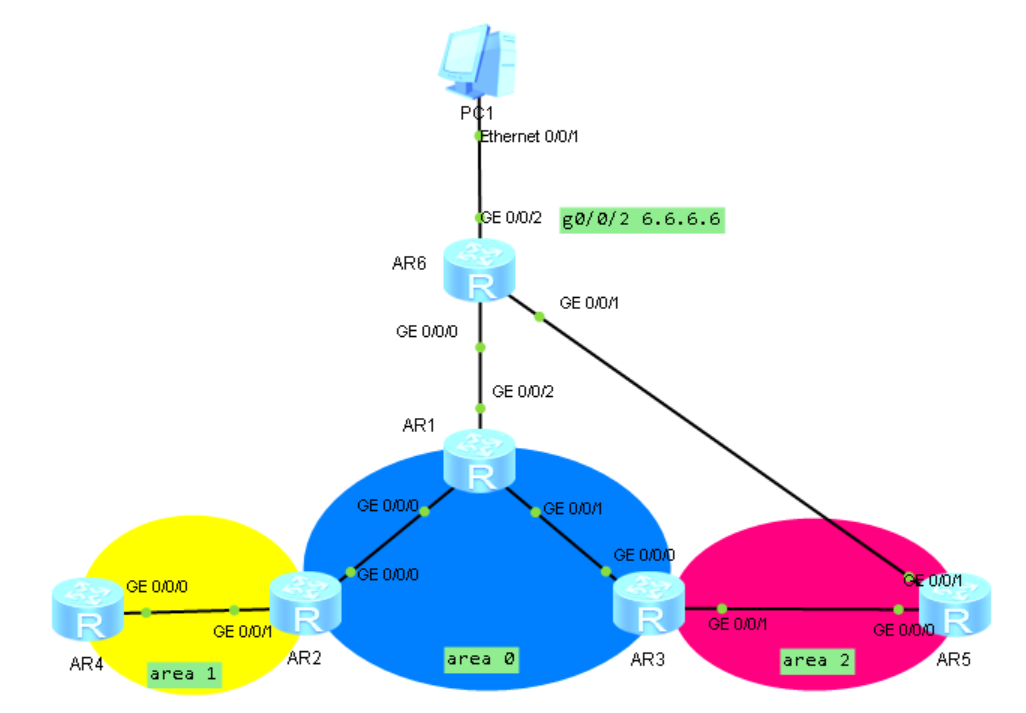 PC1
Ethernet 0/0/1
GE 0/0/2
g0/0/2 6.6.6.6
AR6
R
GE 0/0/1
GE 0/0/0
GE 0/0/2
AR1
R
GE 0/0/0
GE 0/0/1
GE 0/0/0
GE 0/0/0
GE 0/0/0
GE 0/0/1
R
GE 0/0/1
R
R
GE 0/0/1
GE 0/0/0
R
AR4
area 1
AR2
area 0
AR3
area 2
AR5